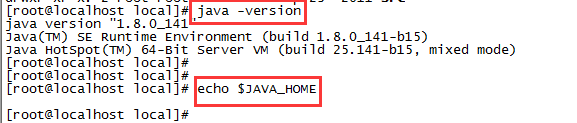 [root@localhost local]# java -version
java version "1.8.0_141"
Java(TM) SE Runtime Environment (build 1.8.0_141-b15)
Java HotSpot(TM) 64-Bit Server VM (build 25.141-b15, mixed mode)
[root@localhost local]#
[root@localhost local]#
[root@localhost local]# echo $JAVA_HOME

[root@localhost local]#